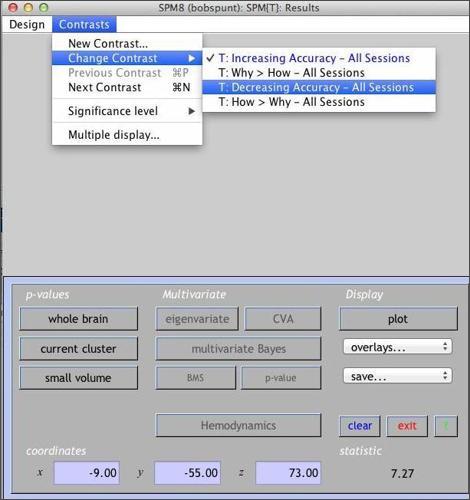 SPM8 (bobspunt): SPM{T}: Results
Design Contrasts
New Contrast...
Change Contrast
Previous Contrast ⌘P
Next Contrast ⌘N
Significance level
Multiple display...
✓ T: Increasing Accuracy – All Sessions
T: Why > How – All Sessions
T: Decreasing Accuracy – All Sessions
T: How > Why – All Sessions
p-values Multivariate Display
whole brain eigenvariate CVA plot
current cluster multivariate Bayes overlays...
small volume BMS p-value save...
Hemodynamics clear exit ?
coordinates statistic
x -9.00 y -55.00 z 73.00 7.27